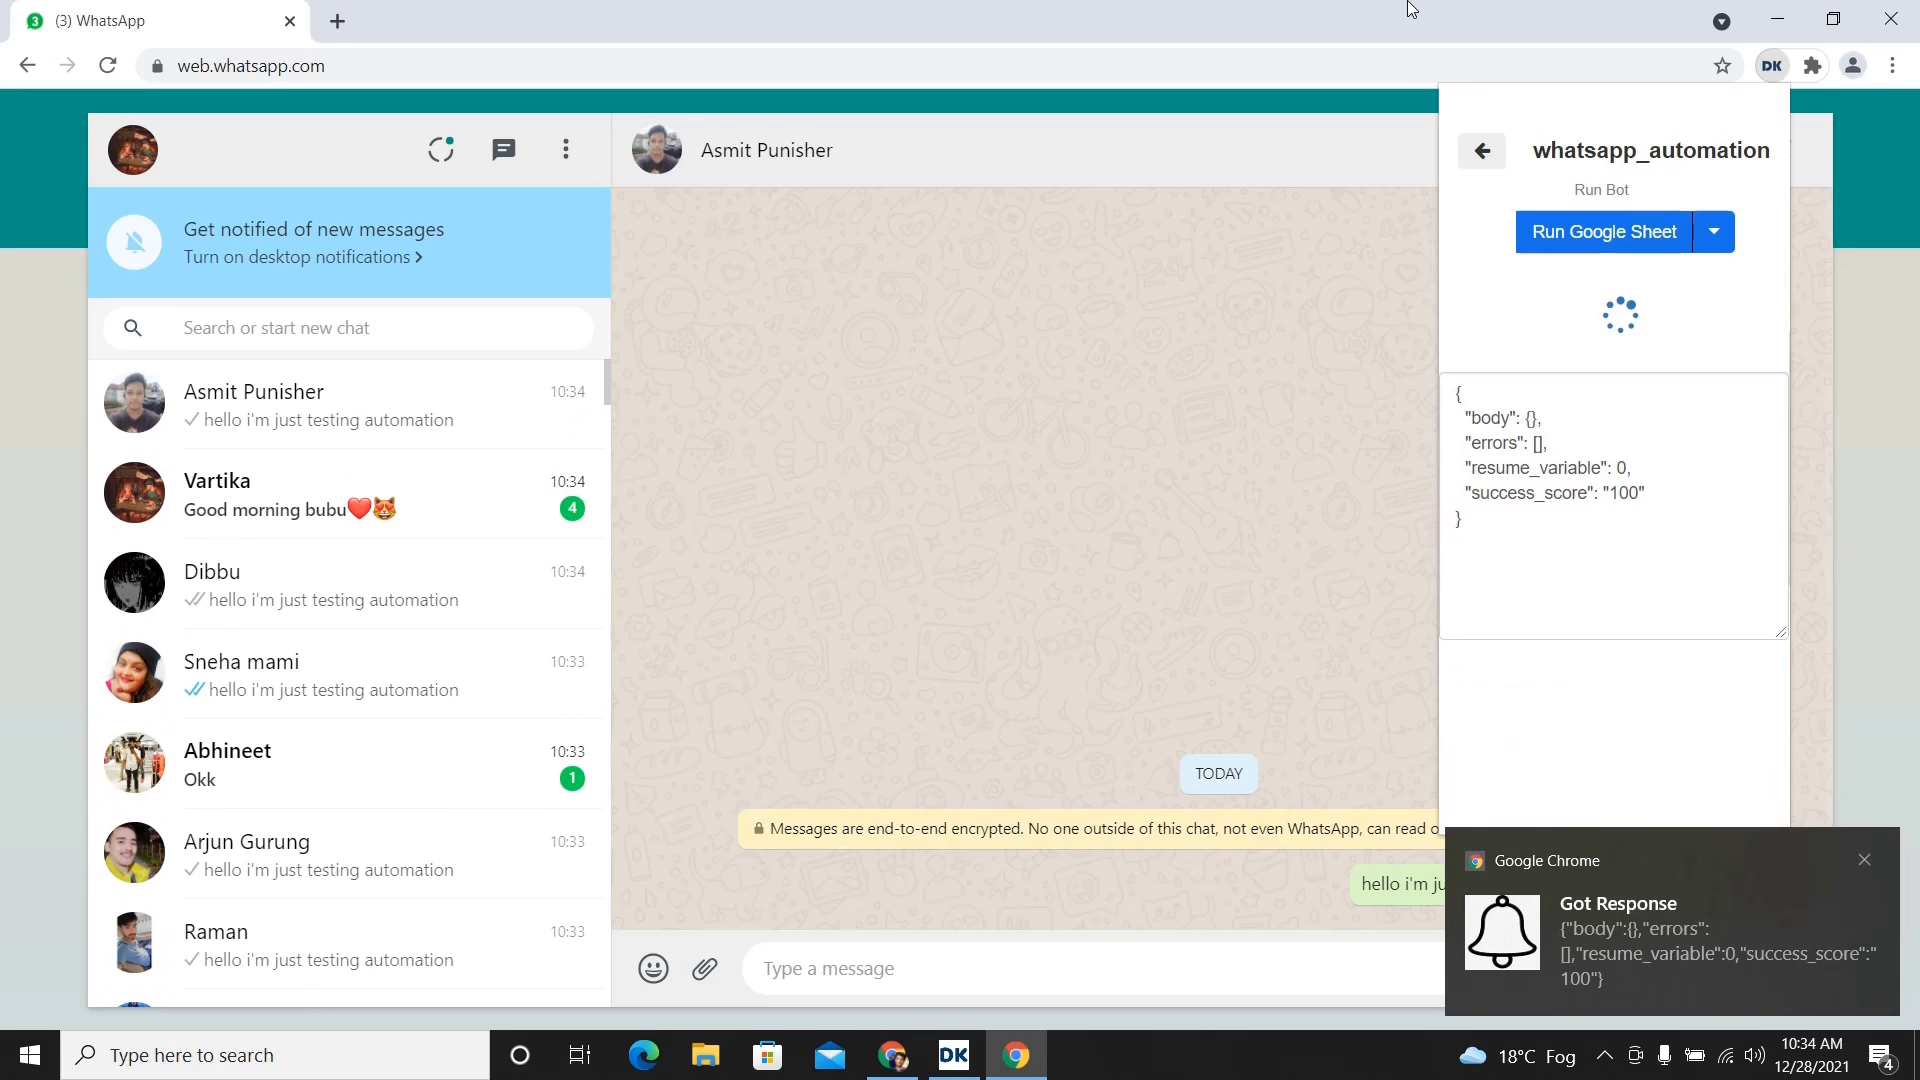 3 (3) WhatsApp
web.whatsapp.com
DK
Asmit Punisher
Get notified of new messages
Turn on desktop notifications >
Search or start new chat
Asmit Punisher 10:34
hello i'm just testing automation
Vartika 10:34
Good morning bubu❤️😻 4
Dibbu 10:34
hello i'm just testing automation
Sneha mami 10:33
hello i'm just testing automation
Abhineet 10:33
Okk 1
Arjun Gurung 10:33
hello i'm just testing automation
Raman 10:33
hello i'm just testing automation
TODAY
Messages are end-to-end encrypted. No one outside of this chat, not even WhatsApp, can read o
hello i'm ju
Type a message
whatsapp_automation
Run Bot
Run Google Sheet
{
"body": {},
"errors": [],
"resume_variable": 0,
"success_score": "100"
}
Google Chrome
Got Response
{"body":{},"errors":
[],"resume_variable":0,"success_score":"
100"}
Type here to search
DK
18°C Fog
10:34 AM
12/28/2021
4